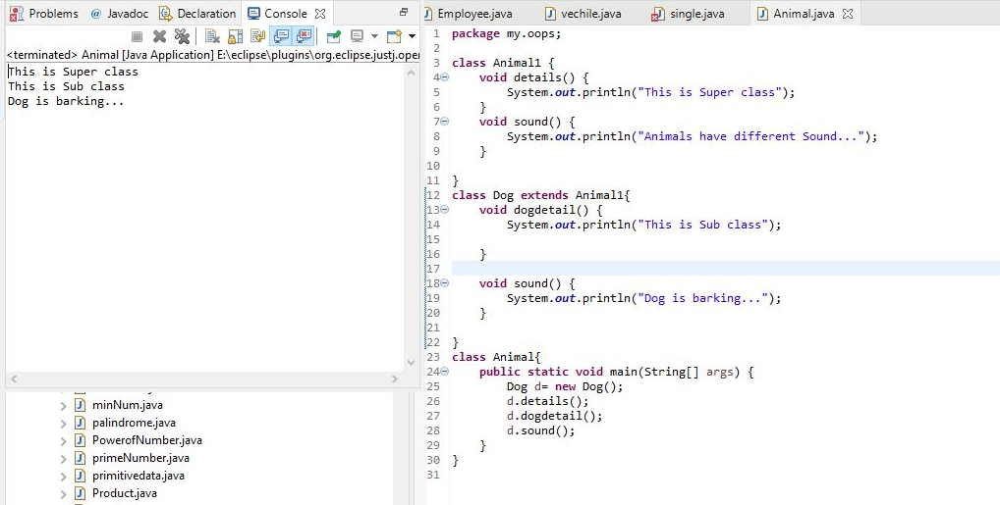 Problems @ Javadoc Declaration Console
<terminated> Animal [Java Application] E:\eclipse\plugins\org.eclipse.justj.oper
This is Super class
This is Sub class
Dog is barking...
minNum.java
palindrome.java
PowerofNumber.java
primeNumber.java
primitivedata.java
Product.java
Employee.java vechile.java single.java Animal.java
1 package my.oops;
2
3 class Animal1 {
4 void details() {
5 System.out.println("This is Super class");
6 }
7 void sound() {
8 System.out.println("Animals have different Sound...");
9 }
10
11 }
12 class Dog extends Animal1{
13 void dogdetail() {
14 System.out.println("This is Sub class");
15
16 }
17
18 void sound() {
19 System.out.println("Dog is barking...");
20 }
21
22 }
23 class Animal{
24 public static void main(String[] args) {
25 Dog d= new Dog();
26 d.details();
27 d.dogdetail();
28 d.sound();
29 }
30 }
31